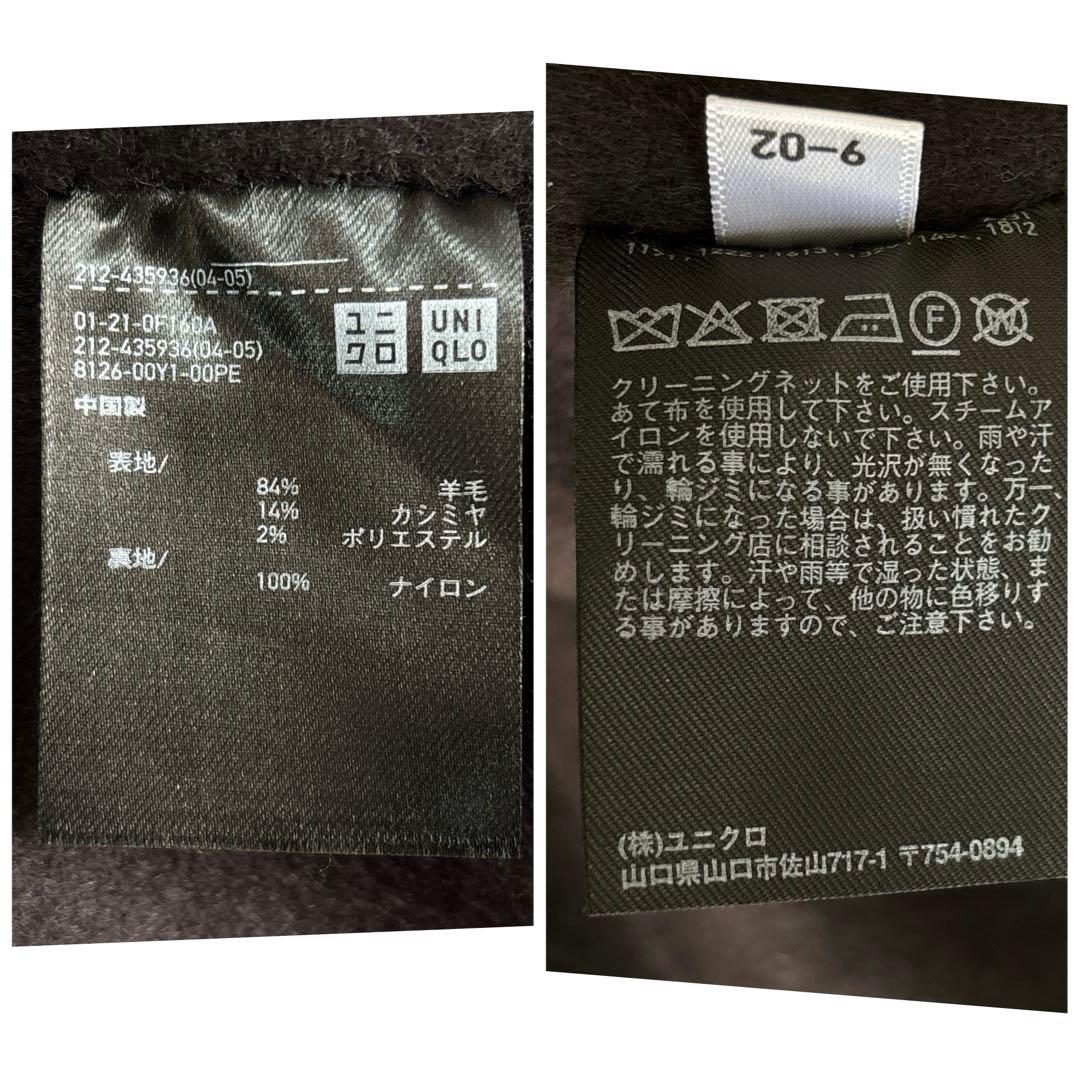 212-435936(04-05)
01-21-0F160A
212-435936(04-05)
8126-00Y1-00PE
中国製
ユニ
クロ
UNI
QLO
表地/
84% 羊毛
14% カシミヤ
2% ポリエステル
裏地/
100% ナイロン
9-02
1812
F
W
クリーニングネットをご使用下さい。
あて布を使用して下さい。スチームア
イロンを使用しないで下さい。雨や汗
で濡れる事により、光沢が無くなった
り、輪ジミになる事があります。万一、
輪ジミになった場合は、扱い慣れたク
リーニング店に相談されることをお勧
めします。汗や雨等で湿った状態、ま
たは摩擦によって、他の物に色移りす
る事がありますので、ご注意下さい。
(株)ユニクロ
山口県山口市佐山717-1 〒754-0894